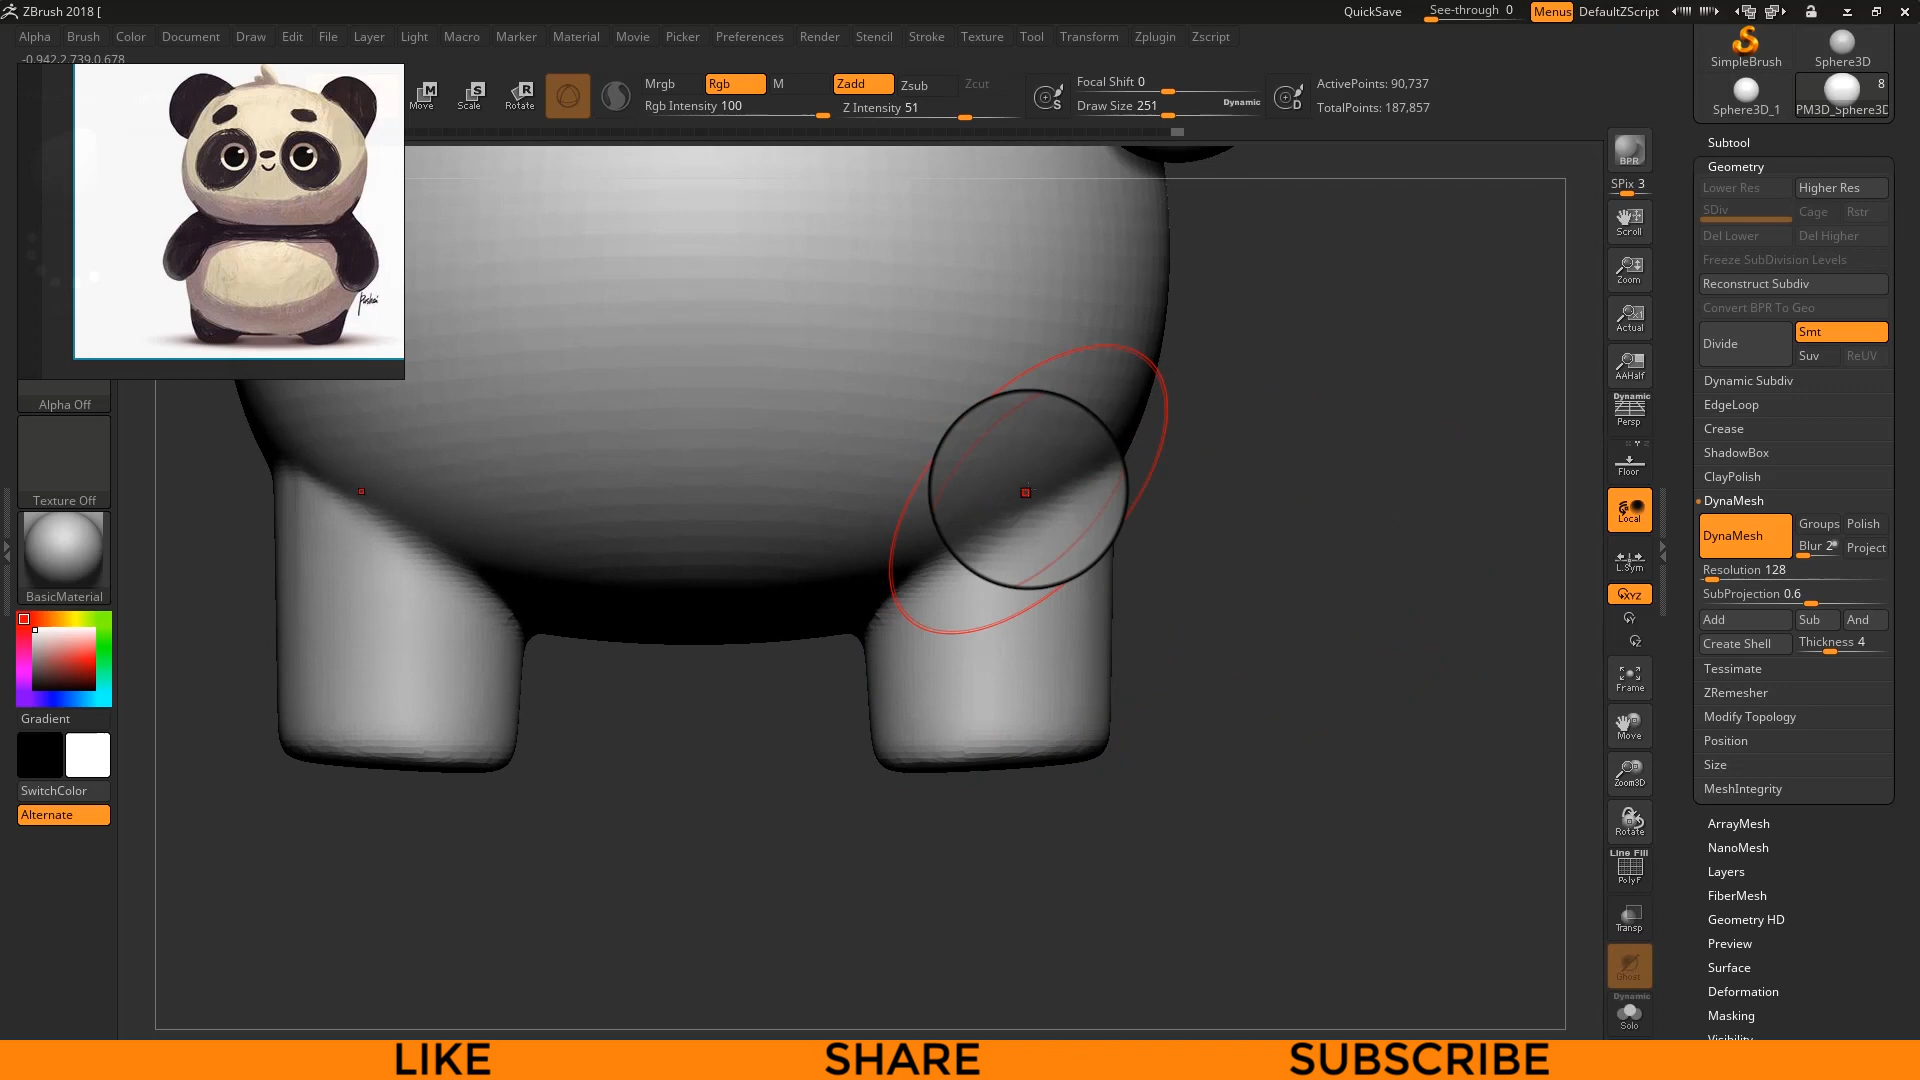 ZBrush 2018 [
QuickSave See-through 0 Menus DefaultZScript
Alpha Brush Color Document Draw Edit File Layer Light Macro Marker Material Movie Picker Preferences Render Stencil Stroke Texture Tool Transform Zplugin Zscript
-0.942,2.739,0.678
Move Scale Rotate
Mrgb Rgb M Zadd Zsub Zcut
Rgb Intensity 100 Z Intensity 51
Focal Shift 0
Draw Size 251 Dynamic
ActivePoints: 90,737
TotalPoints: 187,857
SimpleBrush Sphere3D
8
Sphere3D_1 PM3D_Sphere3D
Alpha Off
Texture Off
BasicMaterial
Gradient
SwitchColor
Alternate
BPR
SPix 3
Scroll
Zoom
Actual
AAHalf
Dynamic
Persp
Floor
Local
L.Sym
XYZ
Y
Z
Frame
Move
Zoom3D
Rotate
Line Fill
PolyF
Transp
Ghost
Dynamic
Solo
Subtool
Geometry
Lower Res Higher Res
SDiv Cage Rstr
Del Lower Del Higher
Freeze SubDivision Levels
Reconstruct Subdiv
Convert BPR To Geo
Divide Smt
Suv ReUV
Dynamic Subdiv
EdgeLoop
Crease
ShadowBox
ClayPolish
DynaMesh
DynaMesh Groups Polish
Blur 2 Project
Resolution 128
SubProjection 0.6
Add Sub And
Create Shell Thickness 4
Tessimate
ZRemesher
Modify Topology
Position
Size
MeshIntegrity
ArrayMesh
NanoMesh
Layers
FiberMesh
Geometry HD
Preview
Surface
Deformation
Masking
Visibility
LIKE SHARE SUBSCRIBE